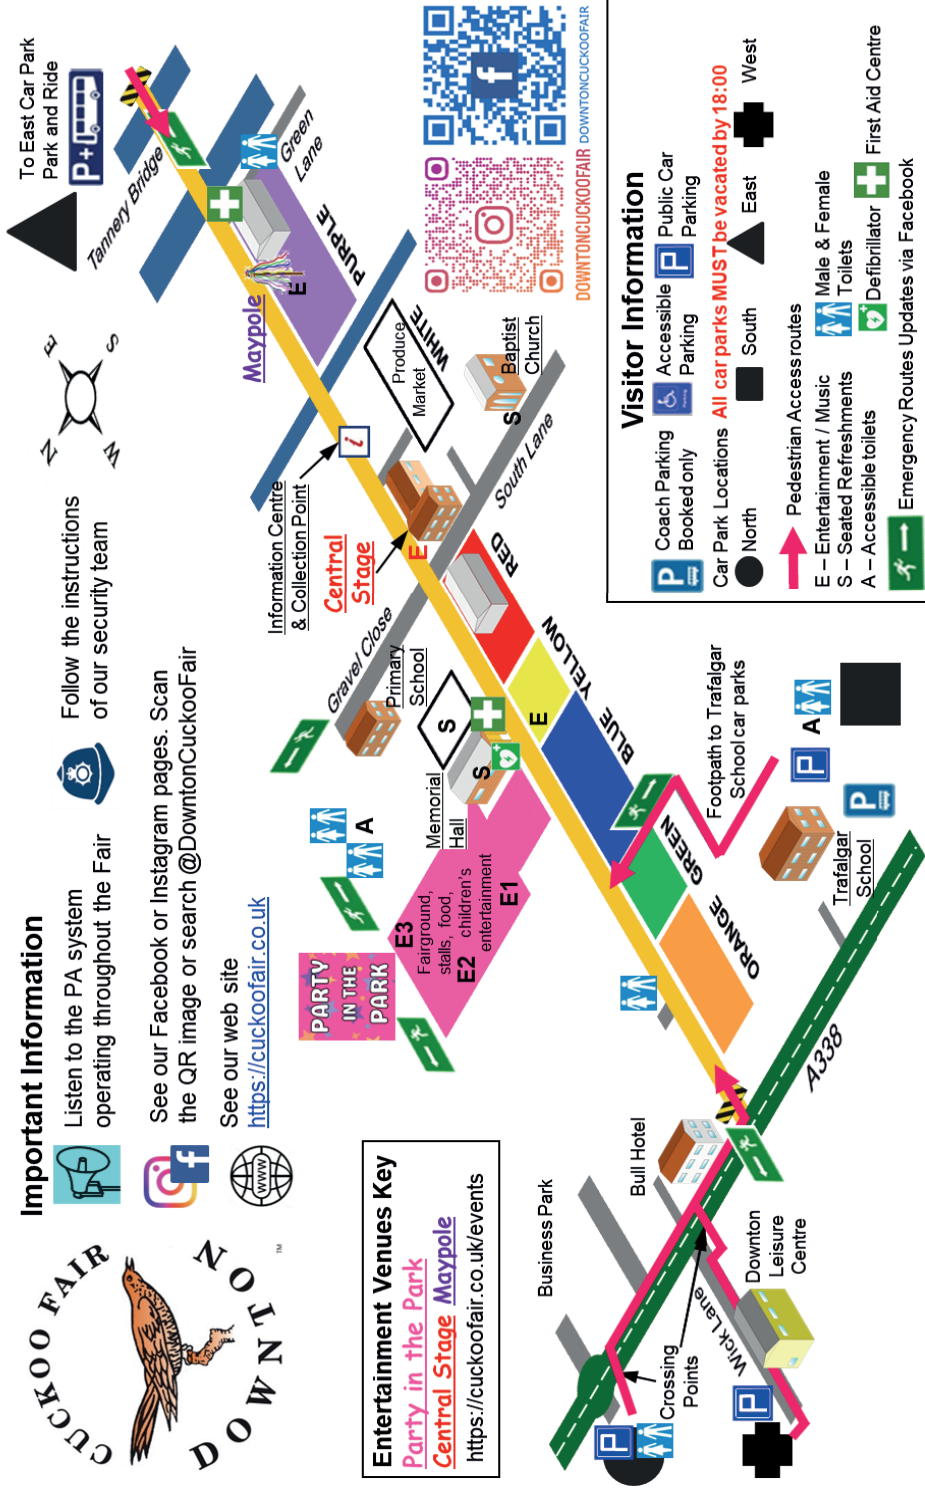 CUCKOO FAIR
DOWNTON
TM
Important Information
Listen to the PA system
operating throughout the Fair
Follow the instructions
of our security team
See our Facebook or Instagram pages. Scan
the QR image or search @DowntonCuckooFair
See our web site
https://cuckoofair.co.uk
www
N
E
S
W
To East Car Park
Park and Ride
P+
Tannery Bridge
Green
Lane
PURPLE
Maypole
E
Information Centre
& Collection Point
i
Central
Stage
E
WHITE
Produce
Market
Baptist
Church
S
South Lane
Gravel Close
Primary
School
RED
YELLOW
E
BLUE
GREEN
ORANGE
Memorial
Hall
S
S
A
PARTY
IN THE
PARK
E3
Fairground,
stalls, food,
E2
children's
entertainment
E1
Footpath to Trafalgar
School car parks
P
A
P
Trafalgar
School
A338
Bull Hotel
Business Park
Wick Lane
Downton
Leisure
Centre
Crossing
Points
P
P
Entertainment Venues Key
Party in the Park
Central Stage Maypole
https://cuckoofair.co.uk/events
DOWNTONCUCKOOFAIR
DOWNTONCUCKOOFAIR
Visitor Information
P Coach Parking
Booked only
Parking
Accessible
Parking
P Public Car
Parking
Car Park Locations All car parks MUST be vacated by 18:00
North
South
East
West
Pedestrian Access routes
E – Entertainment / Music
S – Seated Refreshments
A – Accessible toilets
Male & Female
Toilets
Defibrillator
First Aid Centre
Emergency Routes Updates via Facebook